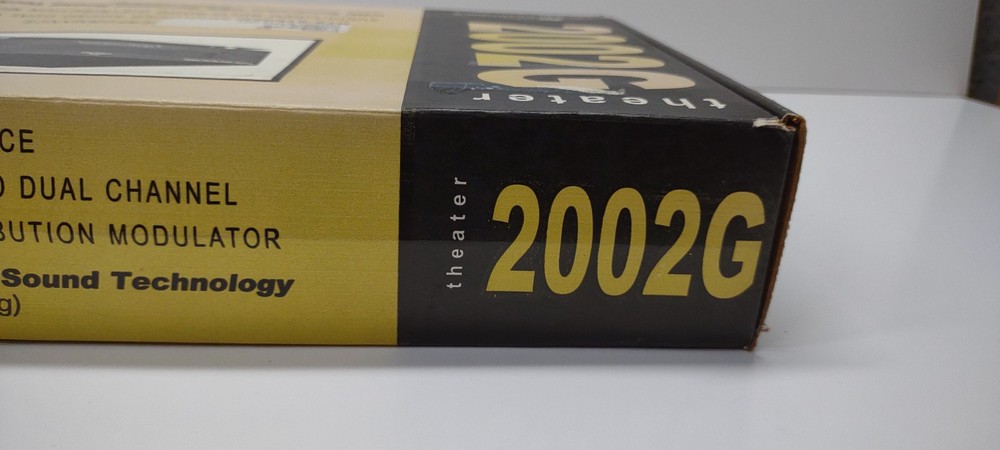 2002G
theater
CE
DUAL CHANNEL
BUTION MODULATOR
Sound Technology
g)
theater
2002G